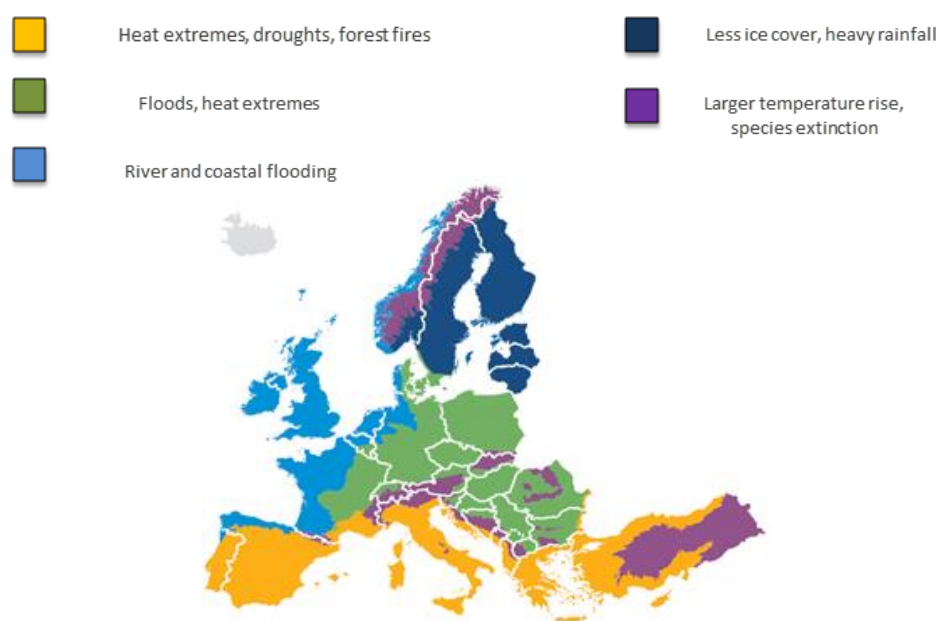 Heat extremes, droughts, forest fires
Less ice cover, heavy rainfall
Floods, heat extremes
Larger temperature rise,
species extinction
River and coastal flooding